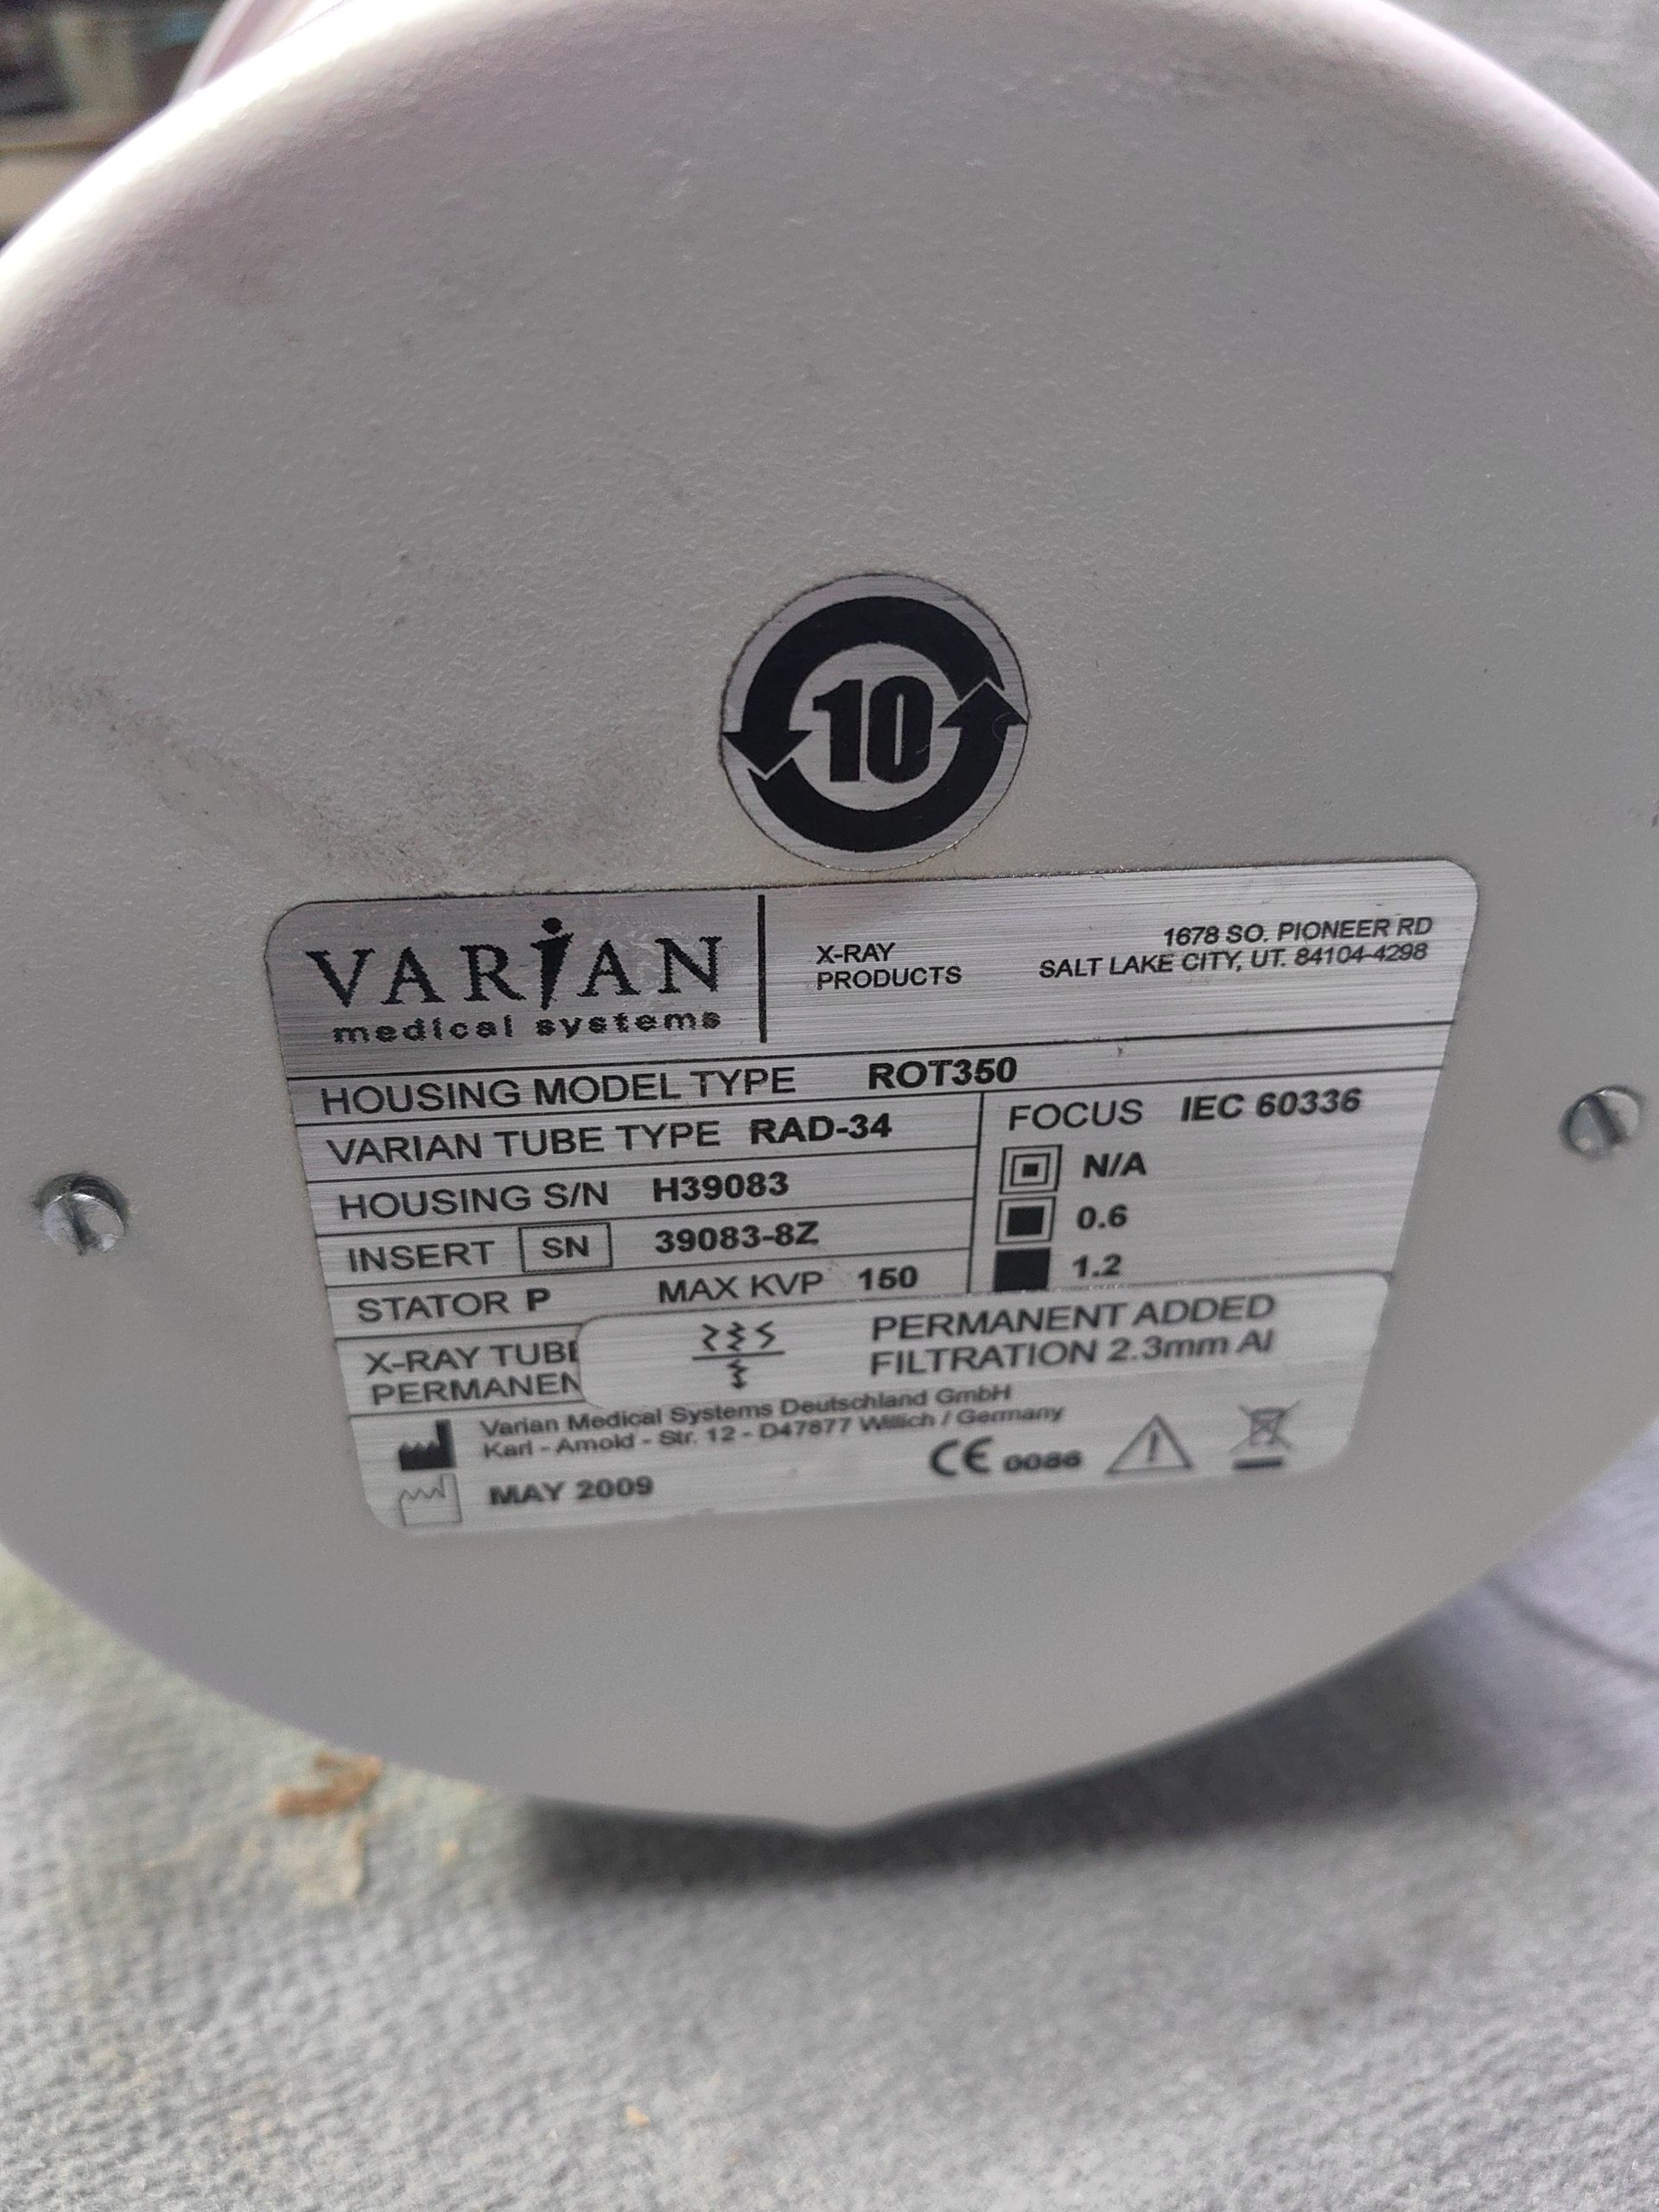 10
VARIAN
medical systems
X-RAY
PRODUCTS
1678 SO. PIONEER RD
SALT LAKE CITY, UT. 84104-4298
HOUSING MODEL TYPE ROT350
VARIAN TUBE TYPE RAD-34
HOUSING S/N H39083
INSERT SN 39083-8Z
STATOR P MAX KVP 150
FOCUS IEC 60336
N/A
0.6
1.2
X-RAY TUBE
PERMANEN
PERMANENT ADDED
FILTRATION 2.3mm Al
Varian Medical Systems Deutschland GmbH
Karl - Arnold - Str. 12 - D47877 Willich / Germany
MAY 2009
CE 0086